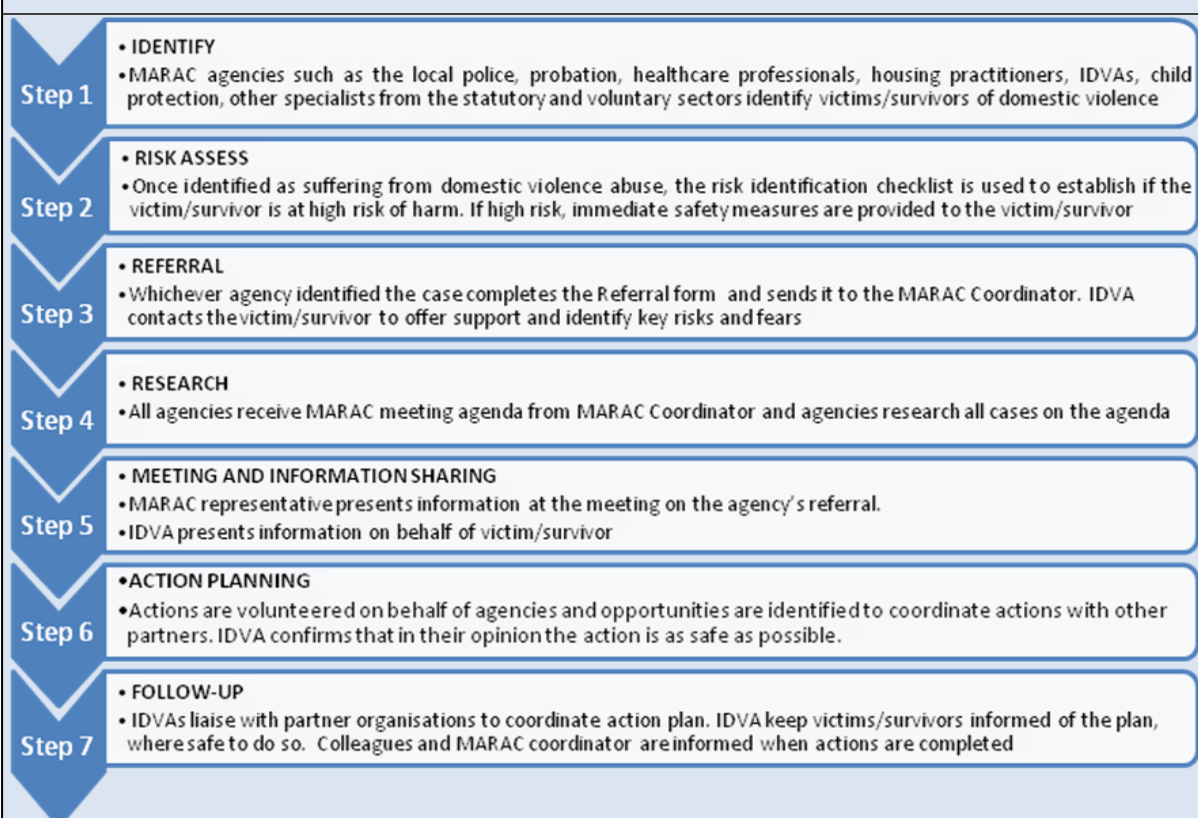 Step 1
• IDENTIFY
•MARAC agencies such as the local police, probation, healthcare professionals, housing practitioners, IDVAs, child
protection, other specialists from the statutory and voluntary sectors identify victims/survivors of domestic violence
Step 2
• RISK ASSESS
•Once identified as suffering from domestic violence abuse, the risk identification checklist is used to establish if the
victim/survivor is at high risk of harm. If high risk, immediate safety measures are provided to the victim/survivor
Step 3
• REFERRAL
•Whichever agency identified the case completes the Referral form and sends it to the MARAC Coordinator. IDVA
contacts the victim/survivor to offer support and identify key risks and fears
Step 4
• RESEARCH
•All agencies receive MARAC meeting agenda from MARAC Coordinator and agencies research all cases on the agenda
Step 5
• MEETING AND INFORMATION SHARING
•MARAC representative presents information at the meeting on the agency's referral.
•IDVA presents information on behalf of victim/survivor
Step 6
•ACTION PLANNING
•Actions are volunteered on behalf of agencies and opportunities are identified to coordinate actions with other
partners. IDVA confirms that in their opinion the action is as safe as possible.
Step 7
• FOLLOW-UP
• IDVAs liaise with partner organisations to coordinate action plan. IDVA keep victims/survivors informed of the plan,
where safe to do so. Colleagues and MARAC coordinator are informed when actions are completed